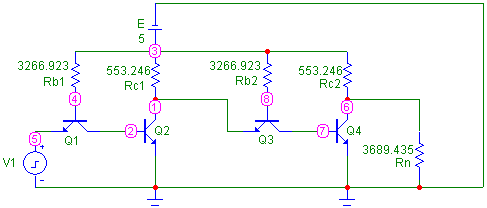 E
5
3
3266.923
Rb1
553.246
Rc1
3266.923
Rb2
553.246
Rc2
4
1
8
6
5
Q1
2
Q2
Q3
7
Q4
V1
+
-
3689.435
Rn